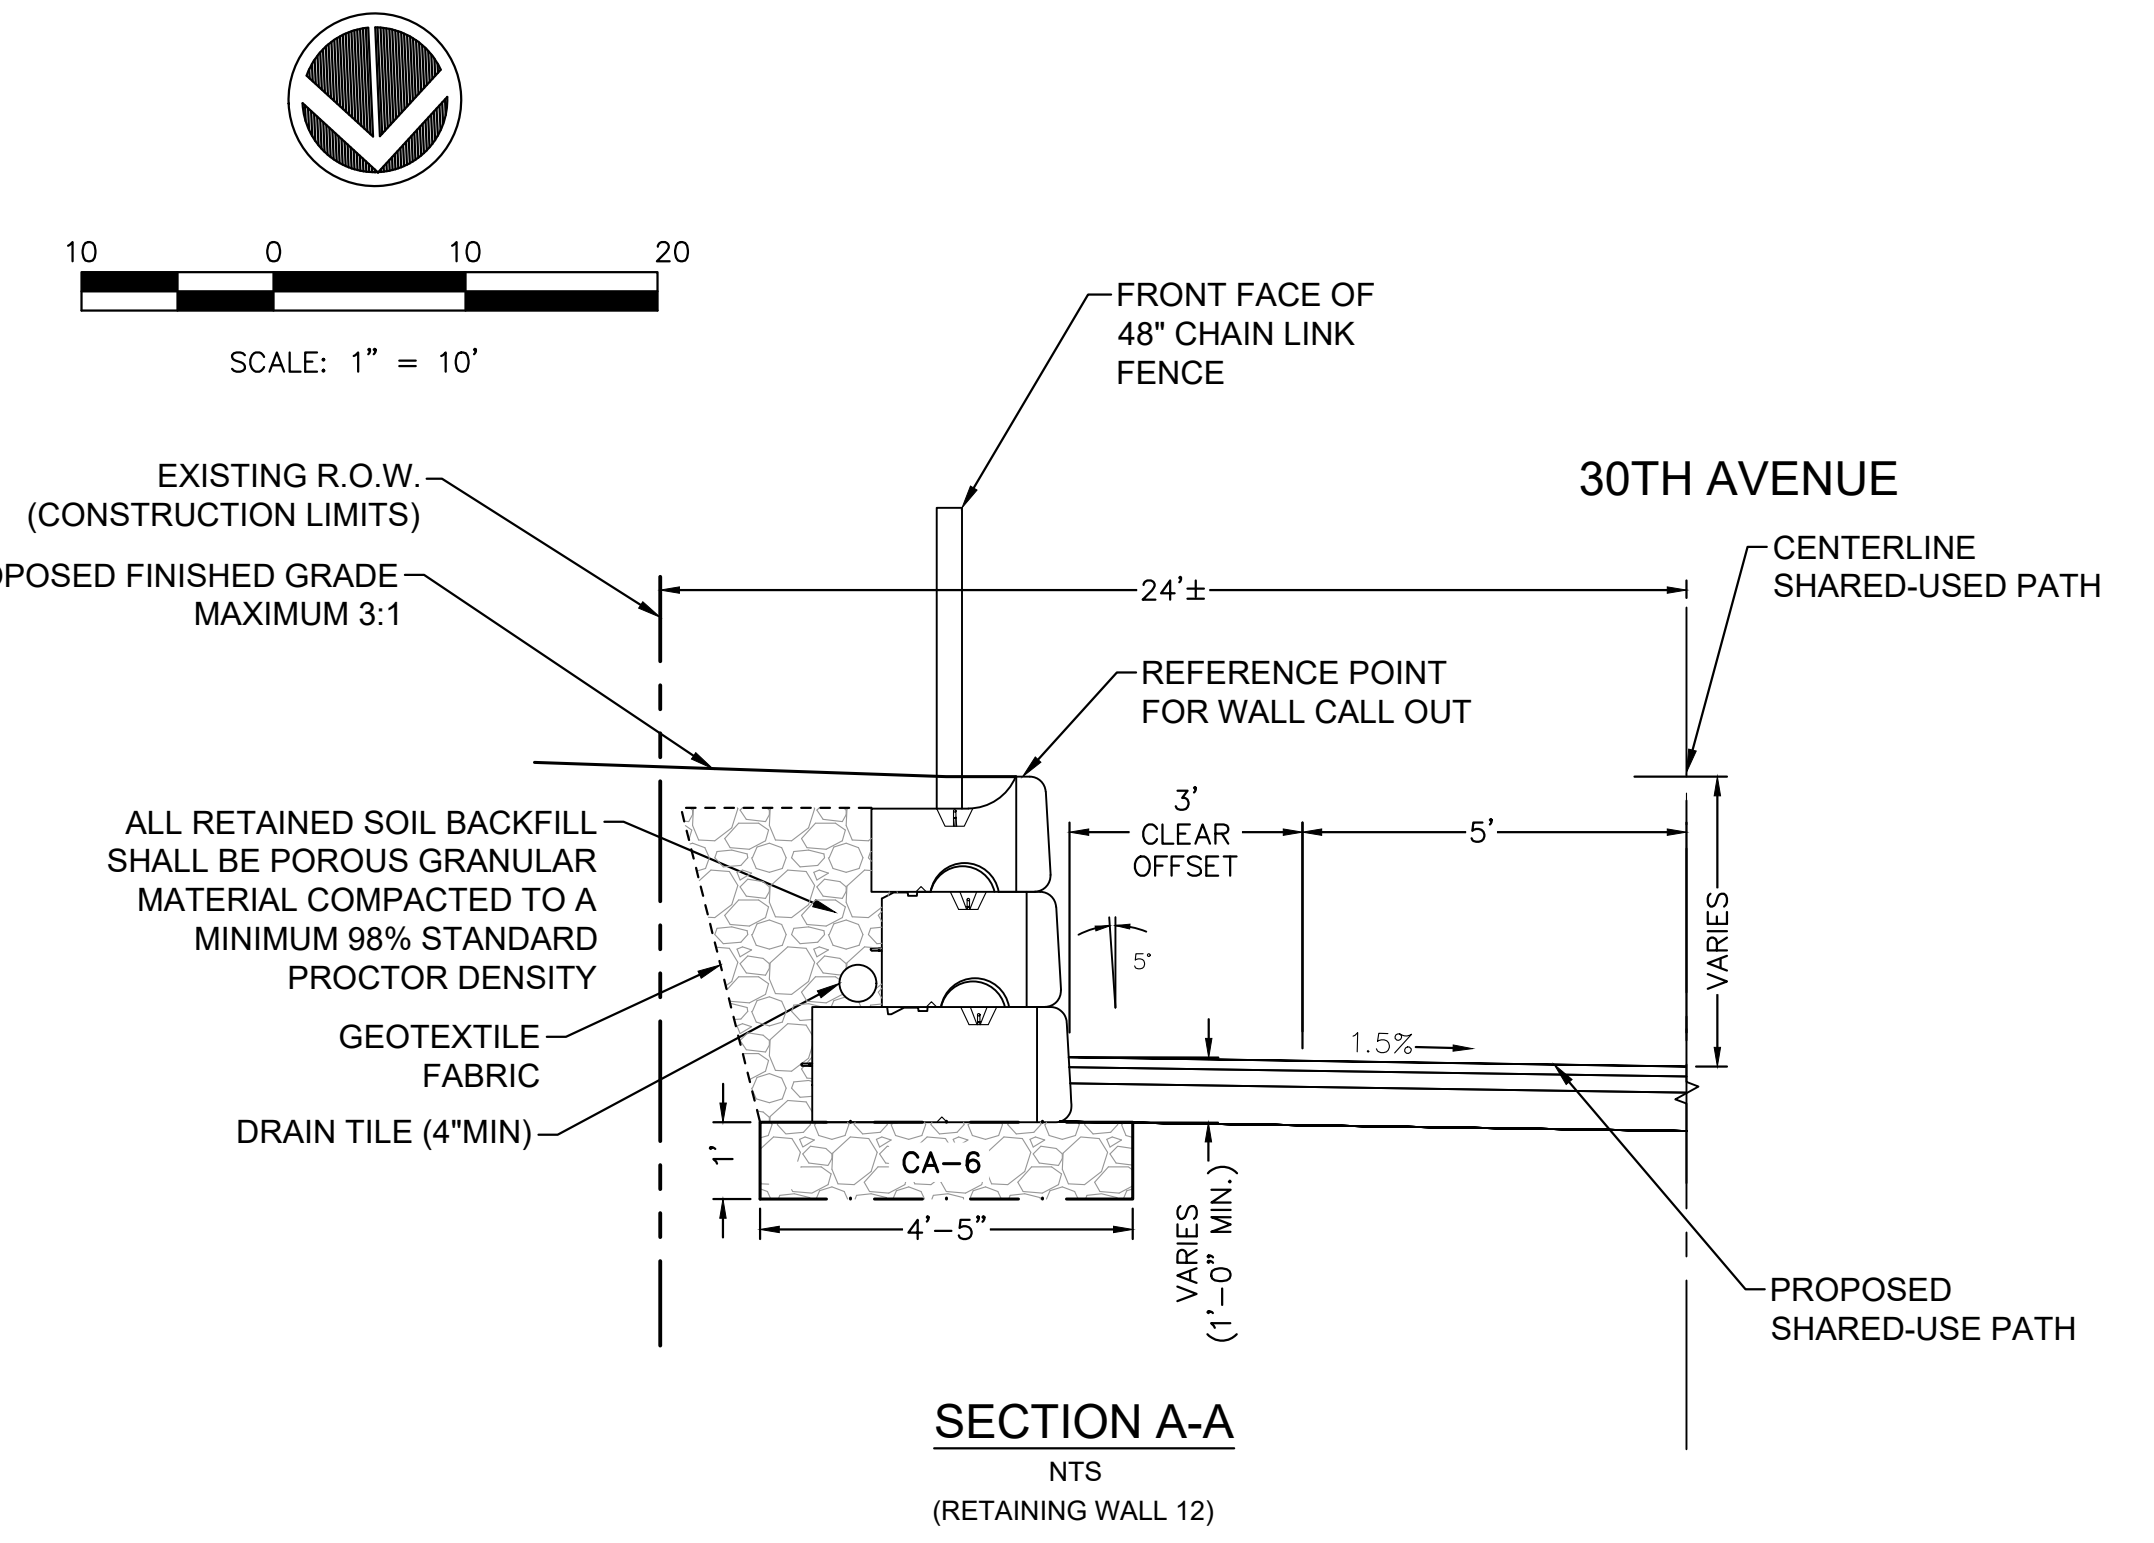 10 0 10 20
SCALE: 1” = 10’
FRONT FACE OF
48" CHAIN LINK
FENCE
EXISTING R.O.W.
(CONSTRUCTION LIMITS)
30TH AVENUE
CENTERLINE
SHARED-USED PATH
OPOSED FINISHED GRADE
MAXIMUM 3:1
24’±
REFERENCE POINT
FOR WALL CALL OUT
3’
CLEAR
OFFSET
5’
ALL RETAINED SOIL BACKFILL
SHALL BE POROUS GRANULAR
MATERIAL COMPACTED TO A
MINIMUM 98% STANDARD
PROCTOR DENSITY
VARIES
5°
GEOTEXTILE
FABRIC
1.5%
DRAIN TILE (4"MIN)
1’
CA-6
4’-5”
VARIES
(1’-0” MIN.)
PROPOSED
SHARED-USE PATH
SECTION A-A
NTS
(RETAINING WALL 12)